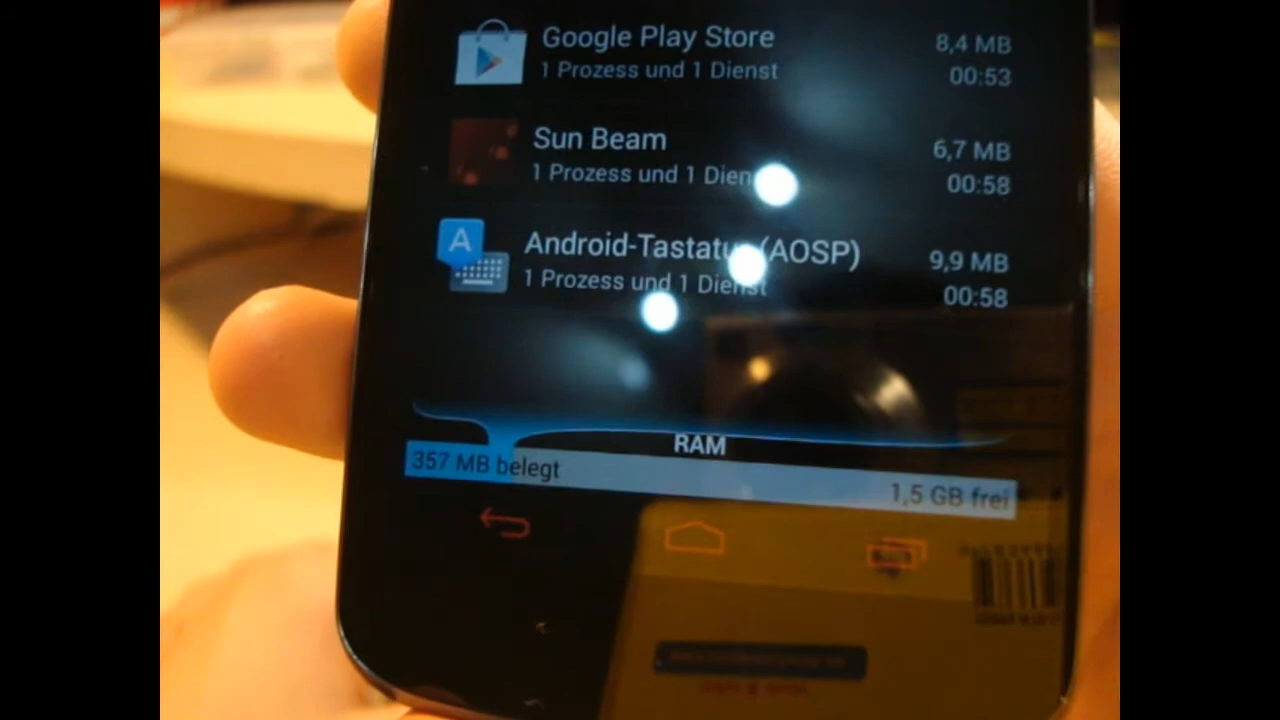 Google Play Store
8,4 MB
1 Prozess und 1 Dienst
00:53
Sun Beam
6,7 MB
1 Prozess und 1 Dien
00:58
A
Android-Tastatu (AOSP)
9,9 MB
1 Prozess und 1 Dienst
00:58
RAM
357 MB belegt
1,5 GB frei